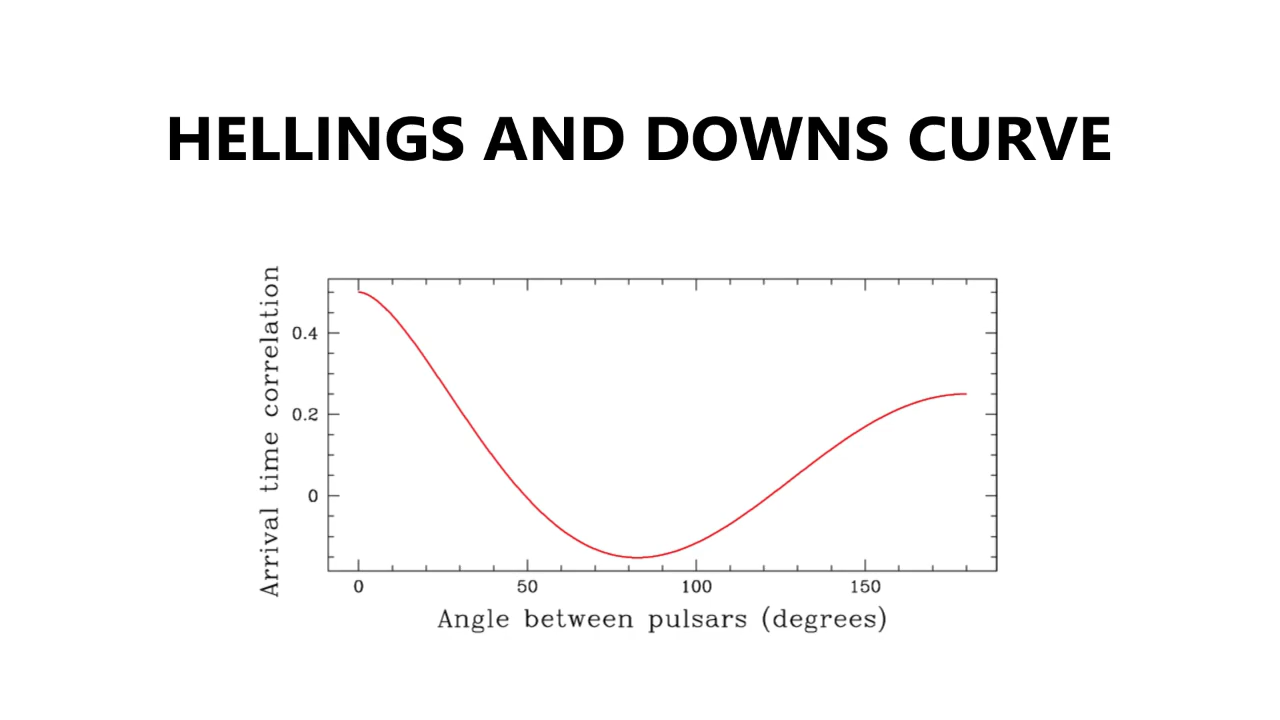 HELLINGS AND DOWNS CURVE
Arrival time correlation
0.4
0.2
0
0 50 100 150
Angle between pulsars (degrees)